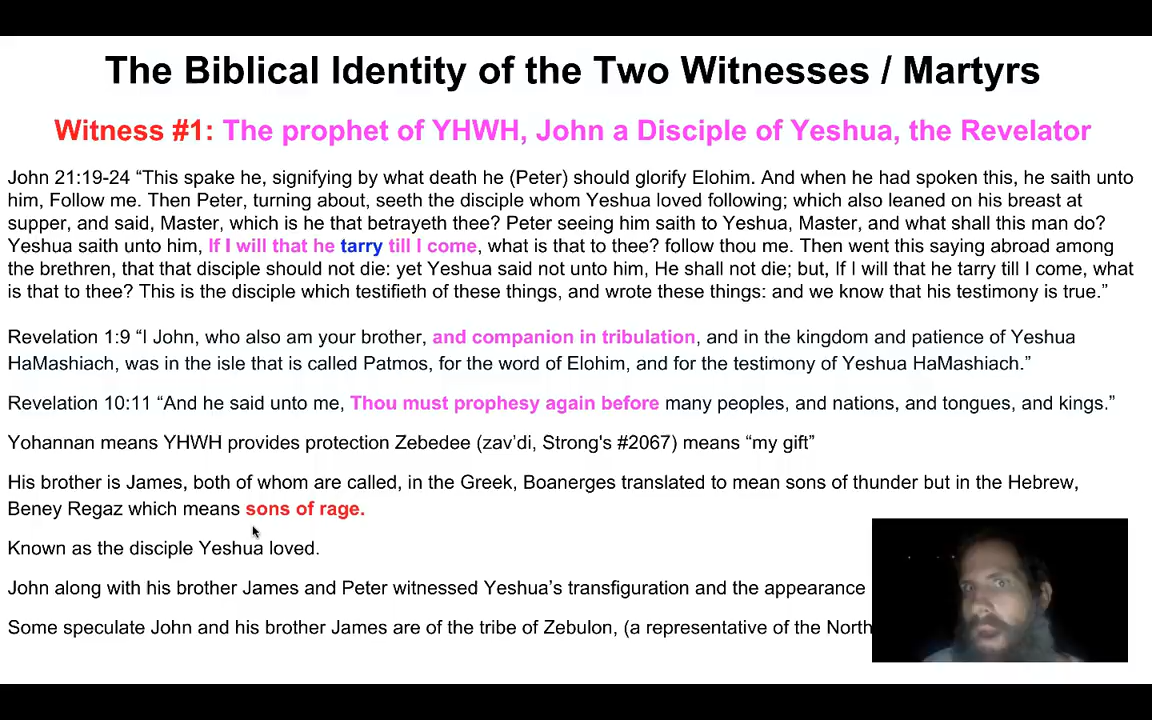 The Biblical Identity of the Two Witnesses / Martyrs
Witness #1: The prophet of YHWH, John a Disciple of Yeshua, the Revelator
John 21:19-24 “This spake he, signifying by what death he (Peter) should glorify Elohim. And when he had spoken this, he saith unto
him, Follow me. Then Peter, turning about, seeth the disciple whom Yeshua loved following; which also leaned on his breast at
supper, and said, Master, which is he that betrayeth thee? Peter seeing him saith to Yeshua, Master, and what shall this man do?
Yeshua saith unto him, If I will that he tarry till I come, what is that to thee? follow thou me. Then went this saying abroad among
the brethren, that that disciple should not die: yet Yeshua said not unto him, He shall not die; but, If I will that he tarry till I come, what
is that to thee? This is the disciple which testifieth of these things, and wrote these things: and we know that his testimony is true.”
Revelation 1:9 “I John, who also am your brother, and companion in tribulation, and in the kingdom and patience of Yeshua
HaMashiach, was in the isle that is called Patmos, for the word of Elohim, and for the testimony of Yeshua HaMashiach.”
Revelation 10:11 “And he said unto me, Thou must prophesy again before many peoples, and nations, and tongues, and kings.”
Yohannan means YHWH provides protection Zebedee (zav’di, Strong's #2067) means “my gift”
His brother is James, both of whom are called, in the Greek, Boanerges translated to mean sons of thunder but in the Hebrew,
Beney Regaz which means sons of rage.
Known as the disciple Yeshua loved.
John along with his brother James and Peter witnessed Yeshua’s transfiguration and the appearance
Some speculate John and his brother James are of the tribe of Zebulon, (a representative of the North